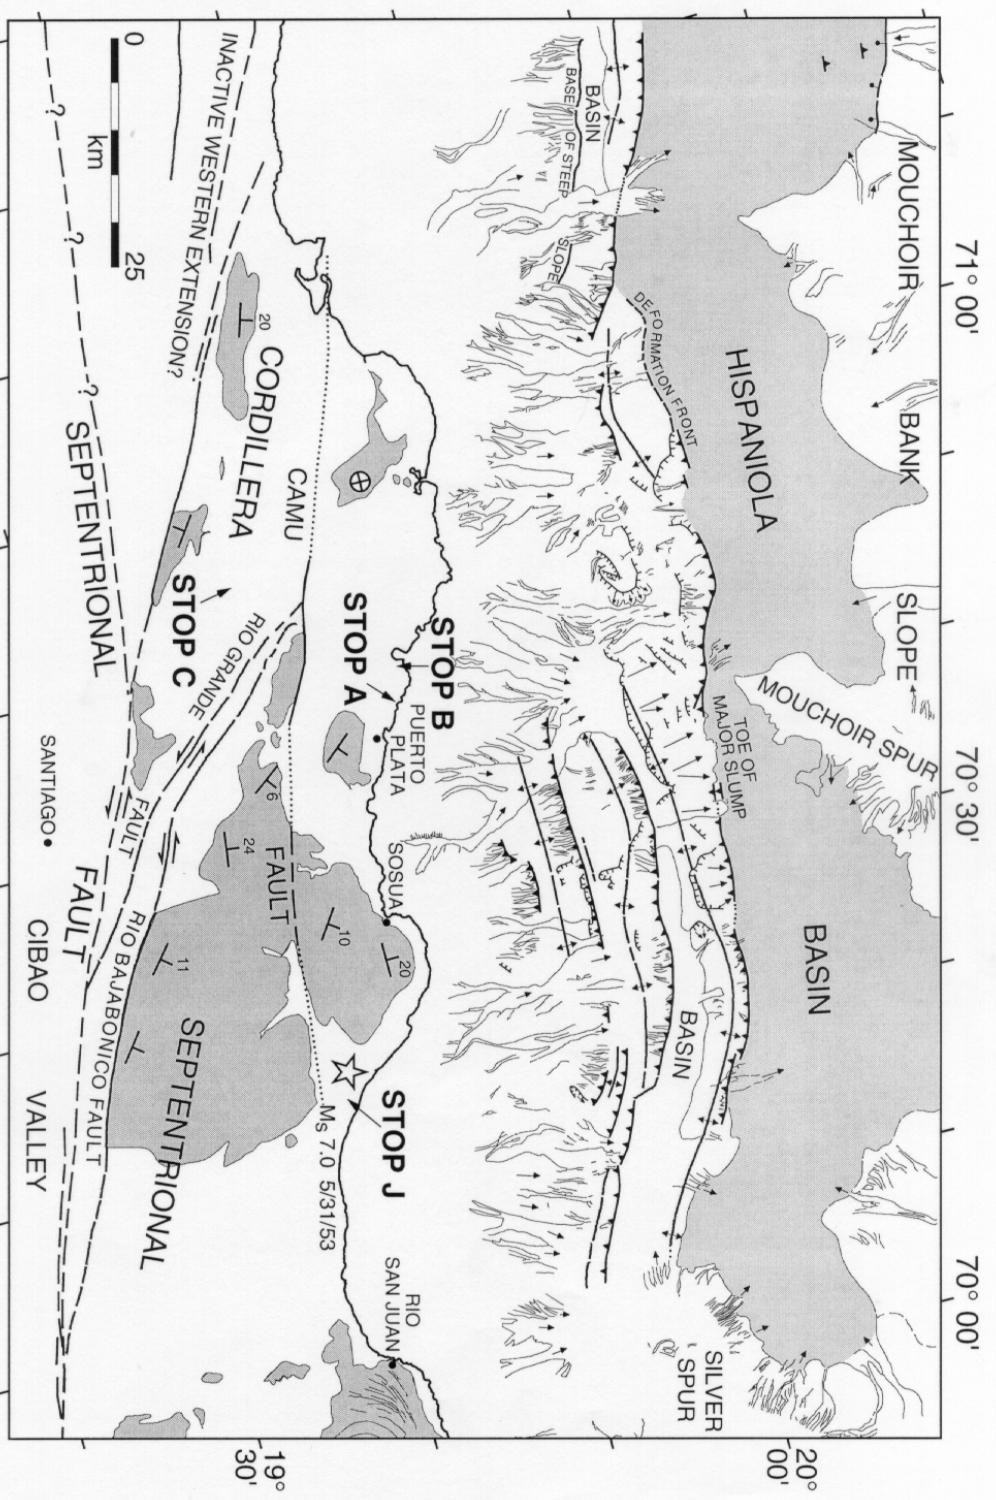 71° 00'
70° 30'
70° 00'
20°
00'
19°
30'
MOUCHOIR
BANK
SLOPE
MOUCHOIR SPUR
HISPANIOLA
BASIN
TOE OF
MAJOR SLUMP
DEFORMATION FRONT
BASIN
BASE OF STEEP
SLOPE
BASIN
SILVER
SPUR
STOP B
PUERTO
PLATA
STOP A
SOSUA
STOP J
RIO
SAN JUAN
M_S 7.0 5/31/53
CAMU
FAULT
CORDILLERA
SEPTENTRIONAL
20
6
24
10
20
11
STOP C
INACTIVE WESTERN EXTENSION?
RIO GRANDE
FAULT
RIO BAJABONICO FAULT
? ? ?
SEPTENTRIONAL
FAULT
SANTIAGO
CIBAO
VALLEY
0
25
km